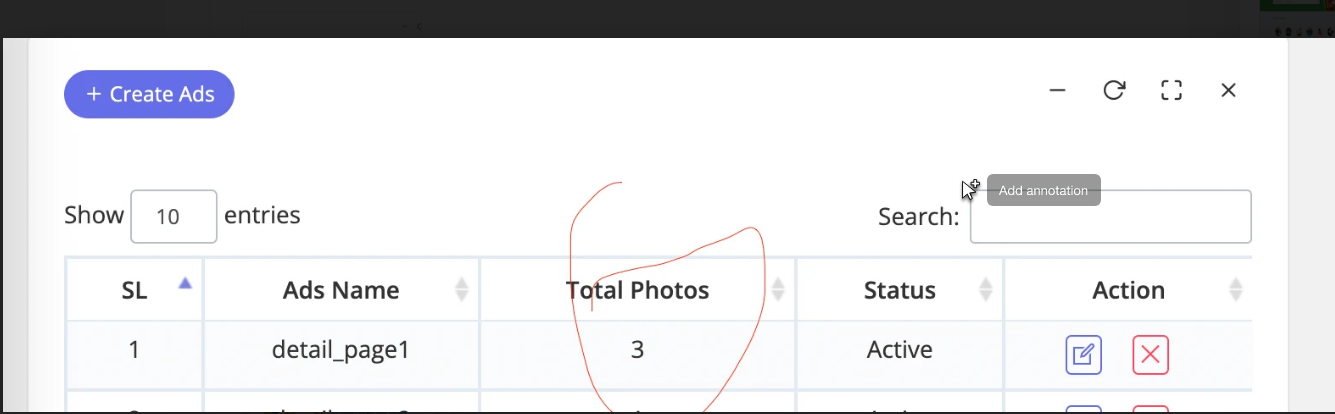 + Create Ads
Add annotation
Show 10 entries Search:
SL Ads Name Total Photos Status Action
1 detail_page1 3 Active